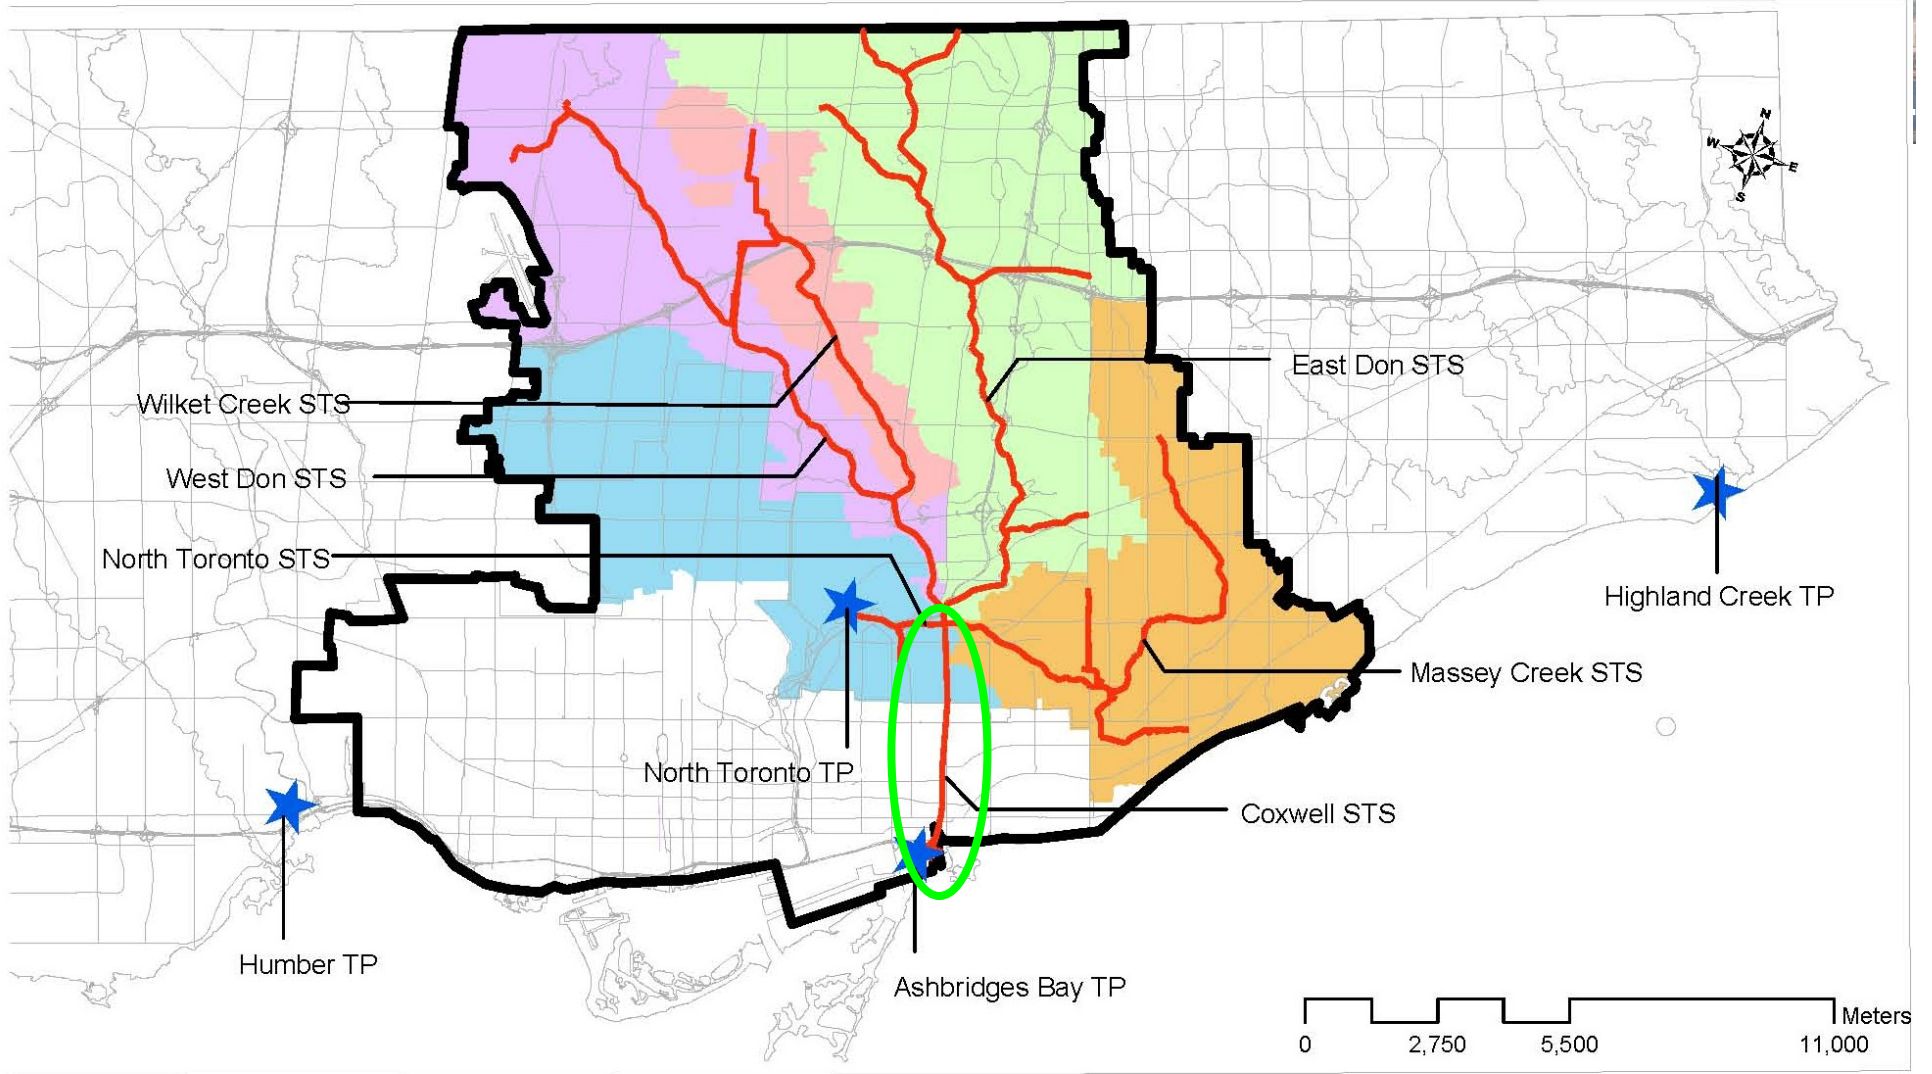 N
W
E
S
East Don STS
Wilket Creek STS
West Don STS
North Toronto STS
Highland Creek TP
Massey Creek STS
North Toronto TP
Coxwell STS
Humber TP
Ashbridges Bay TP
Meters
0 2,750 5,500 11,000